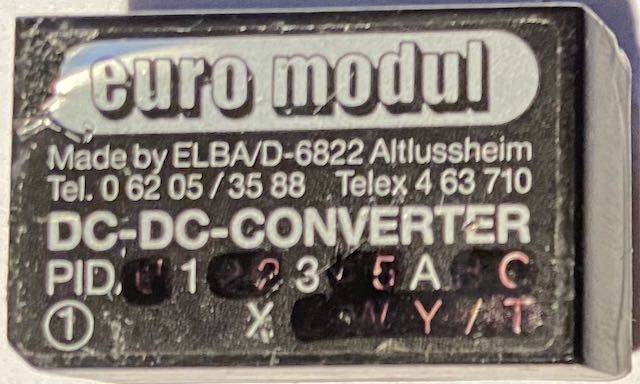 euro modul
Made by ELBA/D-6822 Altlussheim
Tel. 0 62 05 / 35 88 Telex 4 63 710
DC-DC-CONVERTER
PID. 1 2 3 5 A C
① X W Y / T